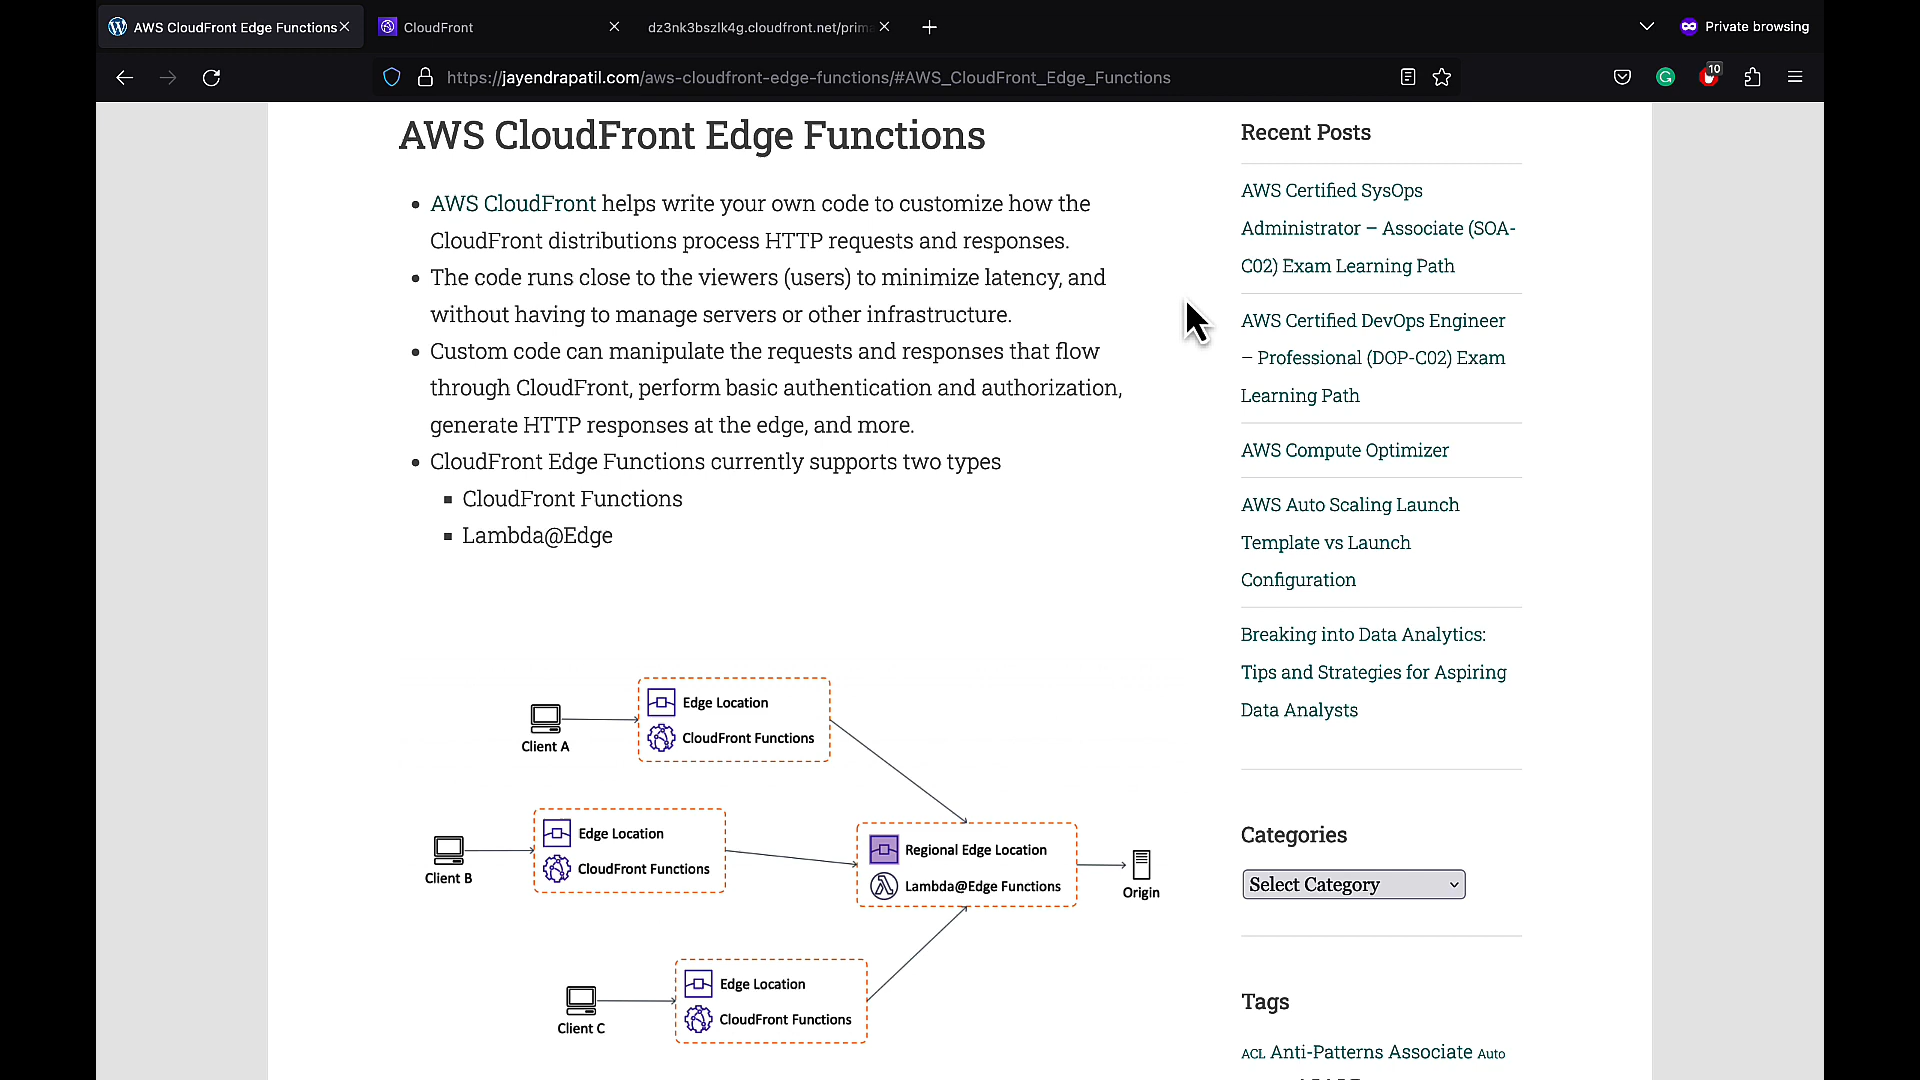 AWS CloudFront Edge Functions
CloudFront
dz3nk3bszlk4g.cloudfront.net/prim
Private browsing
https://jayendrapatil.com/aws-cloudfront-edge-functions/#AWS_CloudFront_Edge_Functions
10
AWS CloudFront Edge Functions
AWS CloudFront helps write your own code to customize how the
CloudFront distributions process HTTP requests and responses.
The code runs close to the viewers (users) to minimize latency, and
without having to manage servers or other infrastructure.
Custom code can manipulate the requests and responses that flow
through CloudFront, perform basic authentication and authorization,
generate HTTP responses at the edge, and more.
CloudFront Edge Functions currently supports two types
CloudFront Functions
Lambda@Edge
Edge Location
CloudFront Functions
Client A
Edge Location
CloudFront Functions
Client B
Regional Edge Location
Lambda@Edge Functions
Origin
Edge Location
CloudFront Functions
Client C
Recent Posts
AWS Certified SysOps
Administrator – Associate (SOA-
C02) Exam Learning Path
AWS Certified DevOps Engineer
– Professional (DOP-C02) Exam
Learning Path
AWS Compute Optimizer
AWS Auto Scaling Launch
Template vs Launch
Configuration
Breaking into Data Analytics:
Tips and Strategies for Aspiring
Data Analysts
Categories
Select Category
Tags
ACL Anti-Patterns Associate Auto